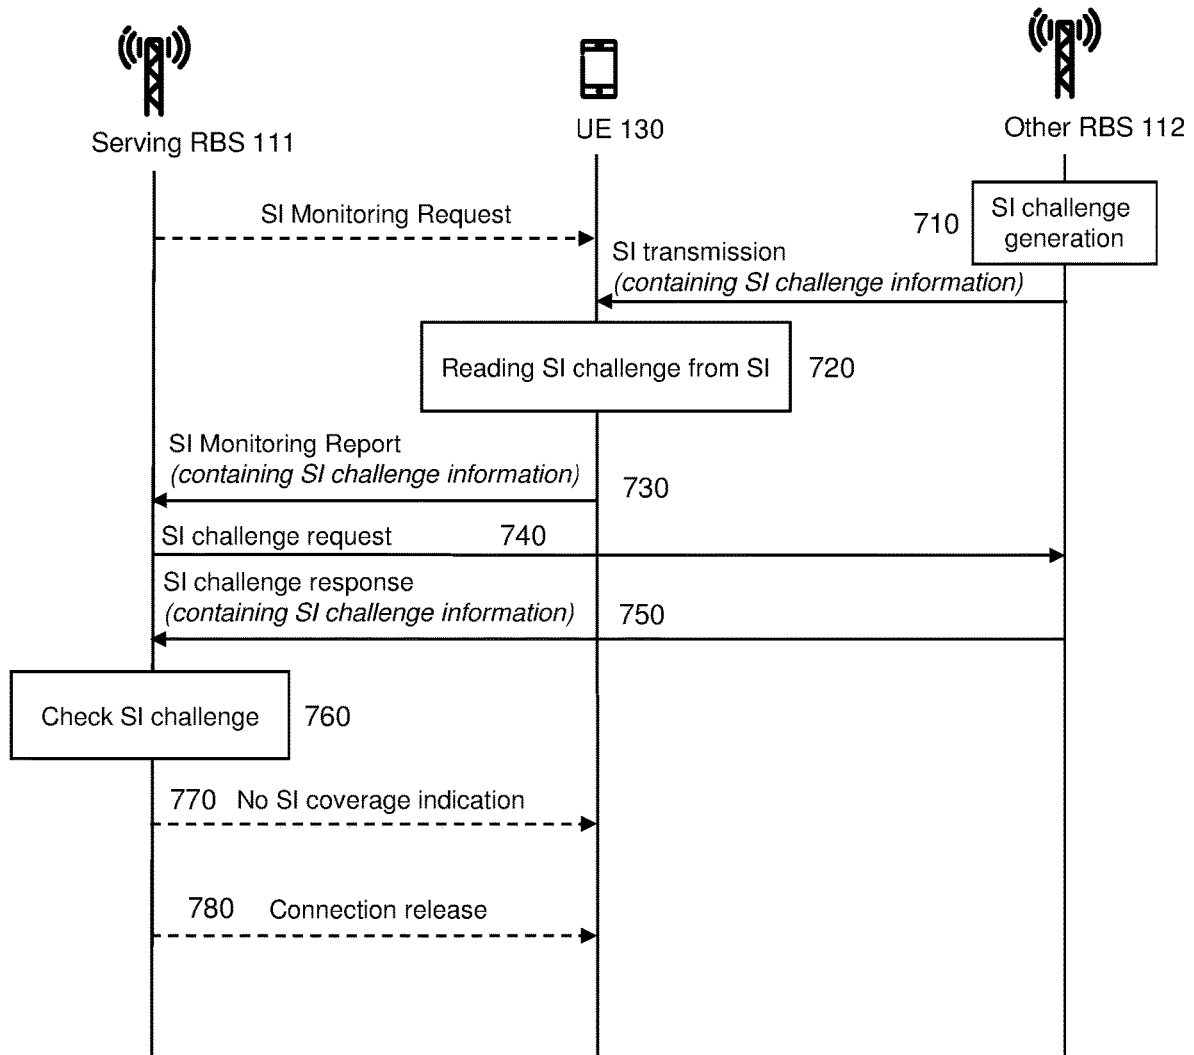 Serving RBS 111
UE 130
Other RBS 112
SI Monitoring Request
710
SI challenge
generation
SI transmission
(containing SI challenge information)
Reading SI challenge from SI
720
SI Monitoring Report
(containing SI challenge information)
730
SI challenge request
740
SI challenge response
(containing SI challenge information)
750
Check SI challenge
760
770 No SI coverage indication
780 Connection release